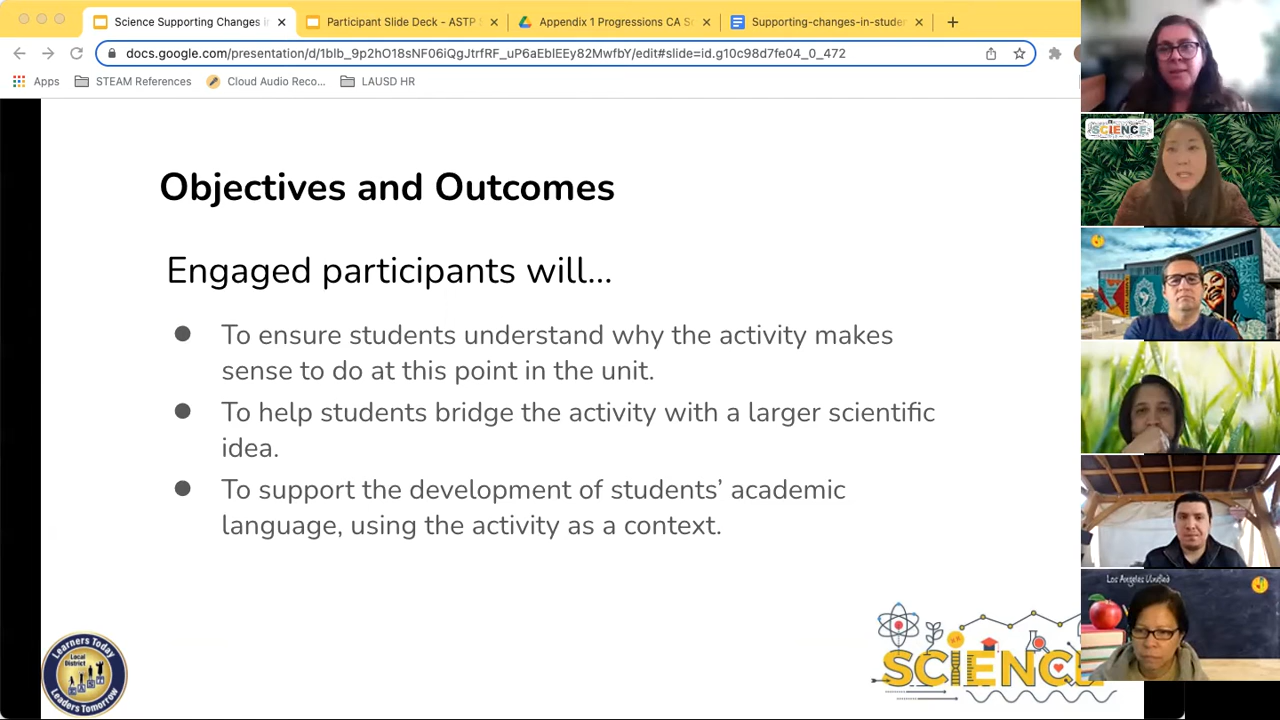 Science Supporting Changes i
Participant Slide Deck - ASTP
Appendix 1 Progressions CA Sc
Supporting-changes-in-studer
docs.google.com/presentation/d/1blb_9p2hO18sNF06iQgJtrfRF_uP6aEblEEy82MwfbY/edit#slide=id.g10c98d7fe04_0_472
Apps
STEAM References
Cloud Audio Reco...
LAUSD HR
SCIENCE
Objectives and Outcomes
Engaged participants will...
● To ensure students understand why the activity makes
sense to do at this point in the unit.
● To help students bridge the activity with a larger scientific
idea.
● To support the development of students’ academic
language, using the activity as a context.
Los Angeles Unified
Learners Today
Local
District
Leaders Tomorrow
SCIENCE